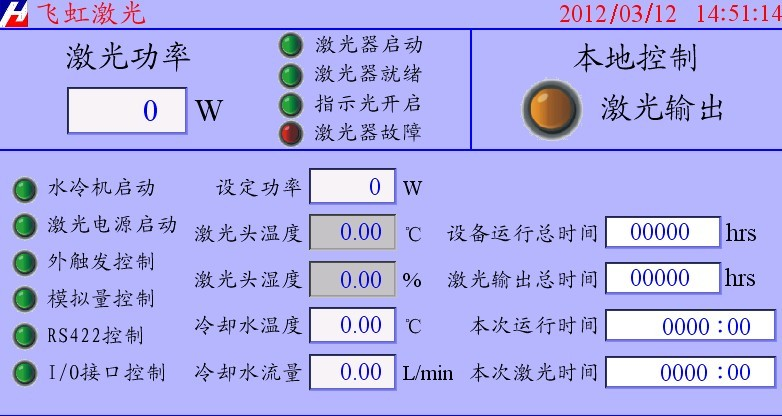 飞虹激光 2012/03/12 14:51:14
激光功率
0 W
激光器启动
激光器就绪
指示光开启
激光器故障
本地控制
激光输出
水冷机启动 设定功率 0 W
激光电源启动 激光头温度 0.00 ℃ 设备运行总时间 00000 hrs
外触发控制 激光头湿度 0.00 % 激光输出总时间 00000 hrs
模拟量控制
RS422控制 冷却水温度 0.00 ℃ 本次运行时间 0000:00
I/O接口控制 冷却水流量 0.00 L/min 本次激光时间 0000:00